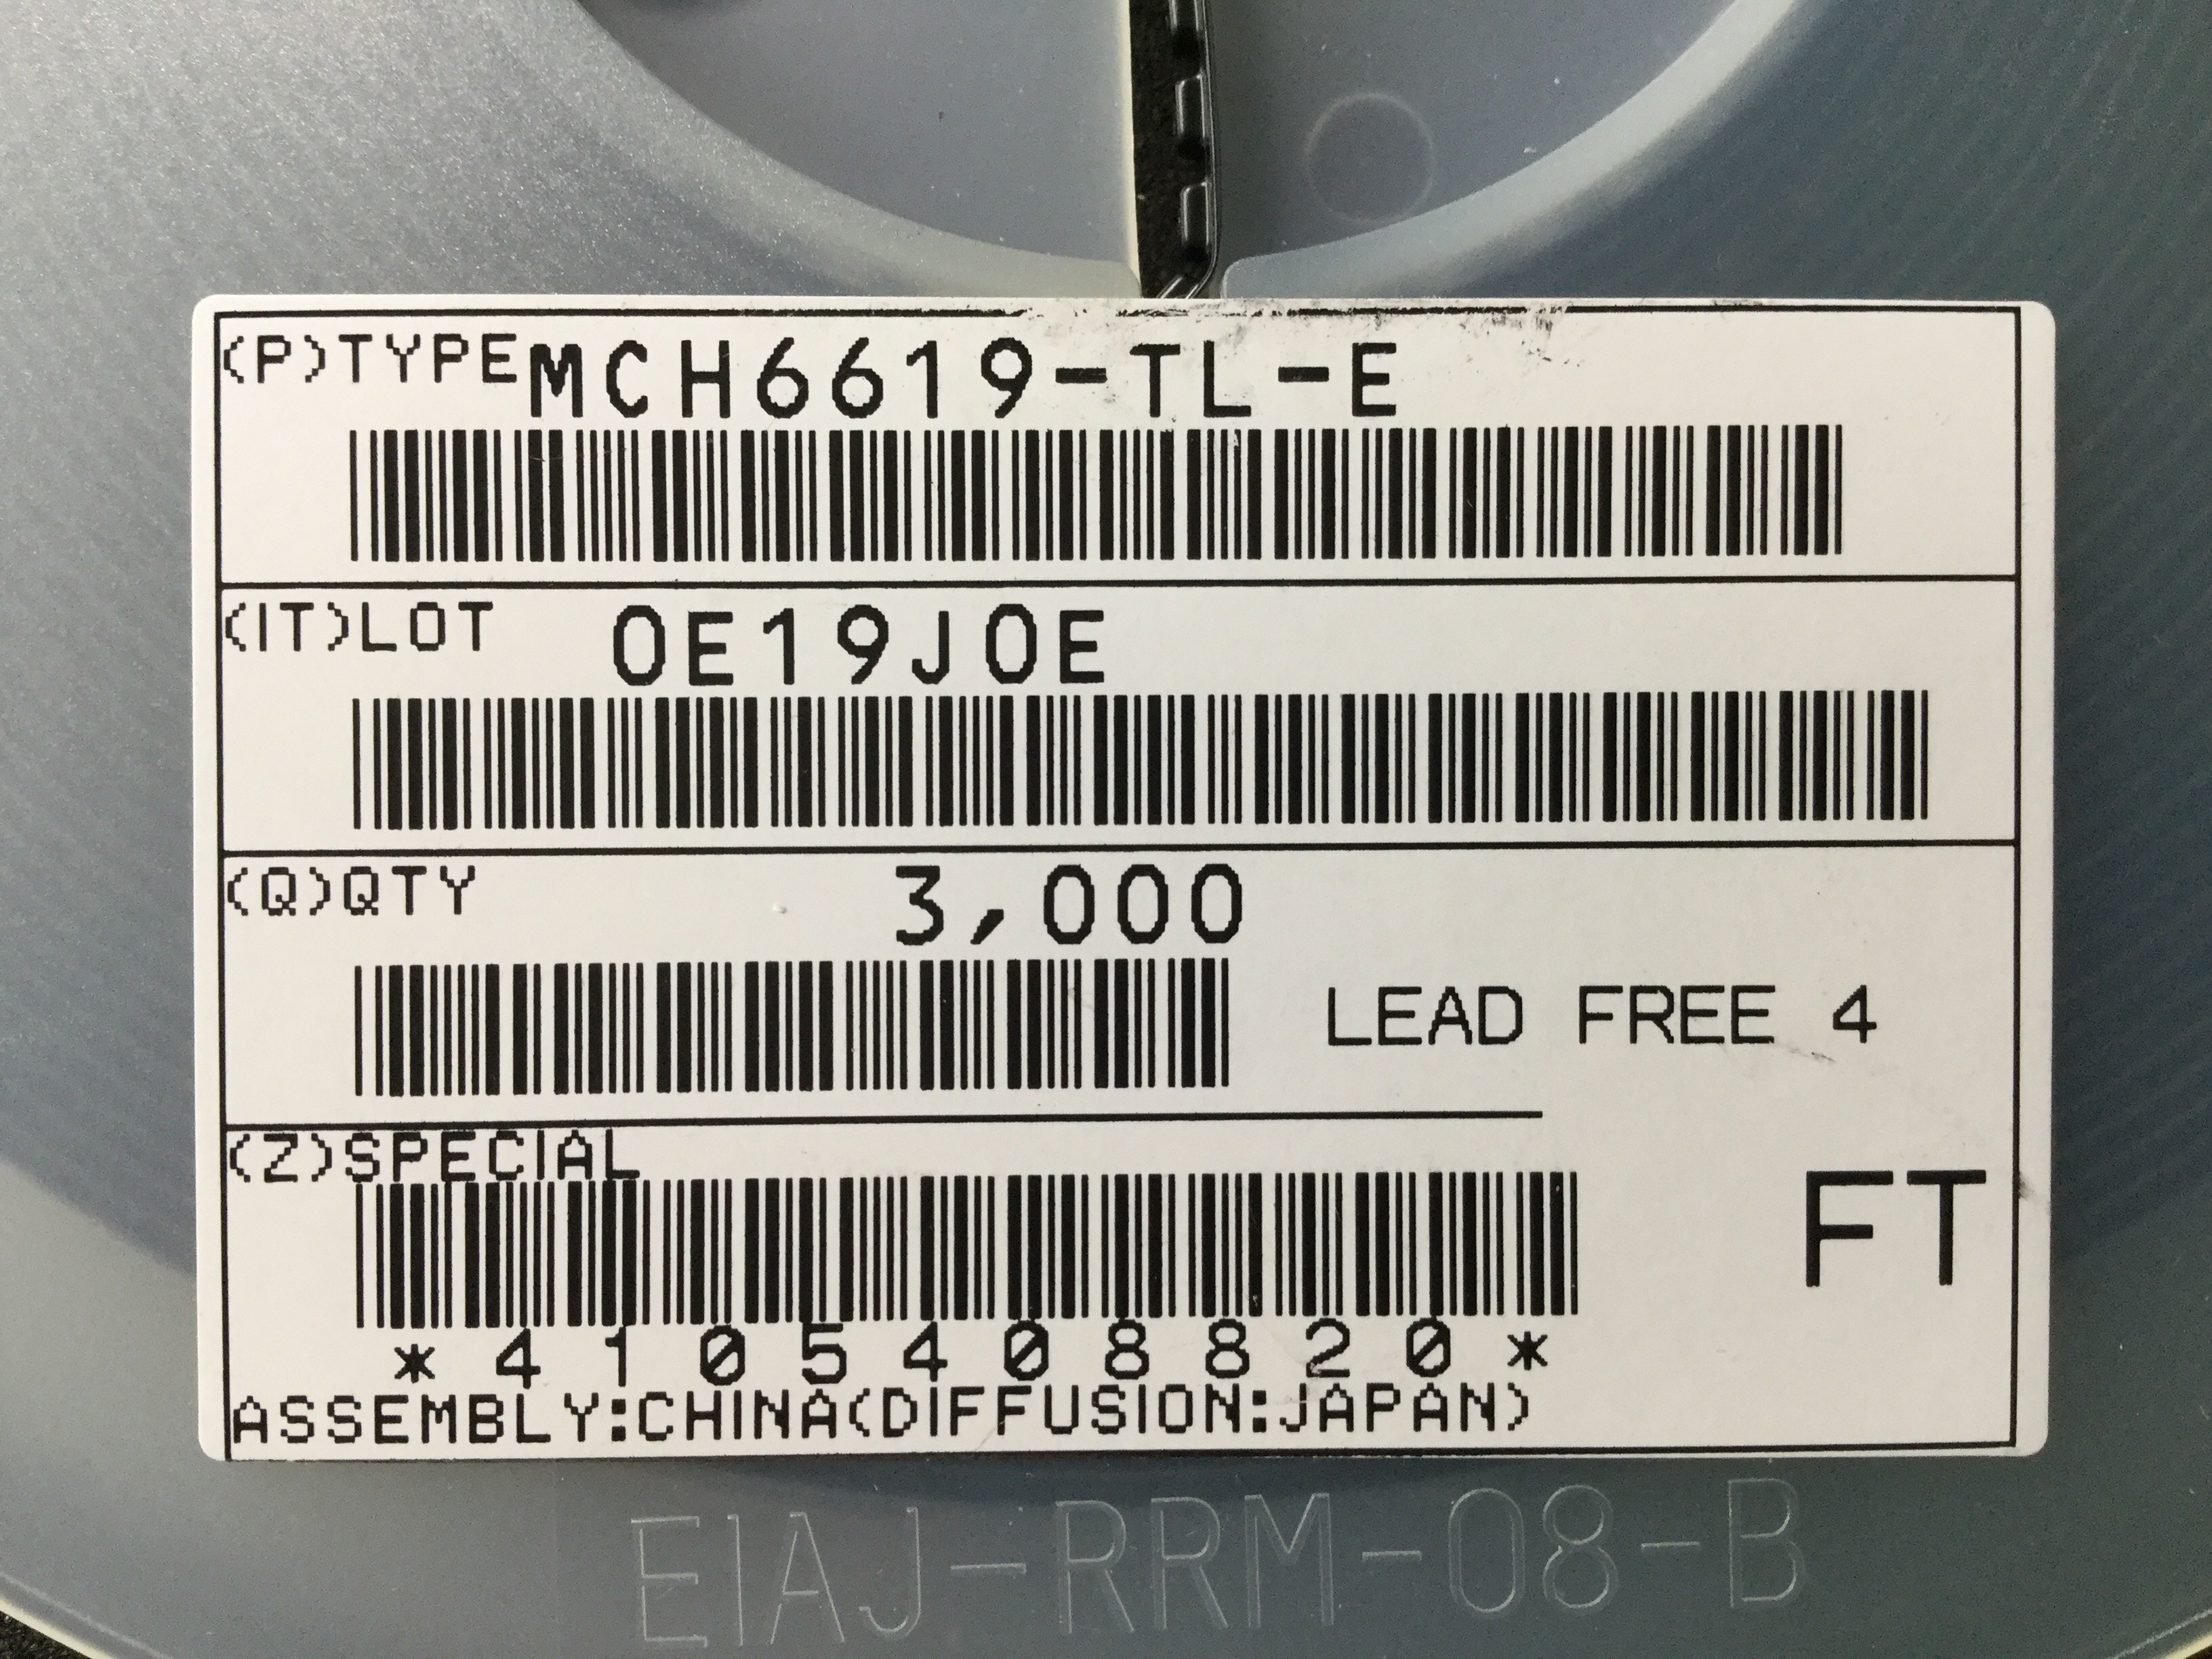 (P)TYPE MCH6619-TL-E
(IT)LOT 0E19J0E
(Q)QTY 3,000
LEAD FREE 4
(Z)SPECIAL
FT
*4105408820*
ASSEMBLY:CHINA(DIFFUSION:JAPAN)
EIAJ-RRM-08-B